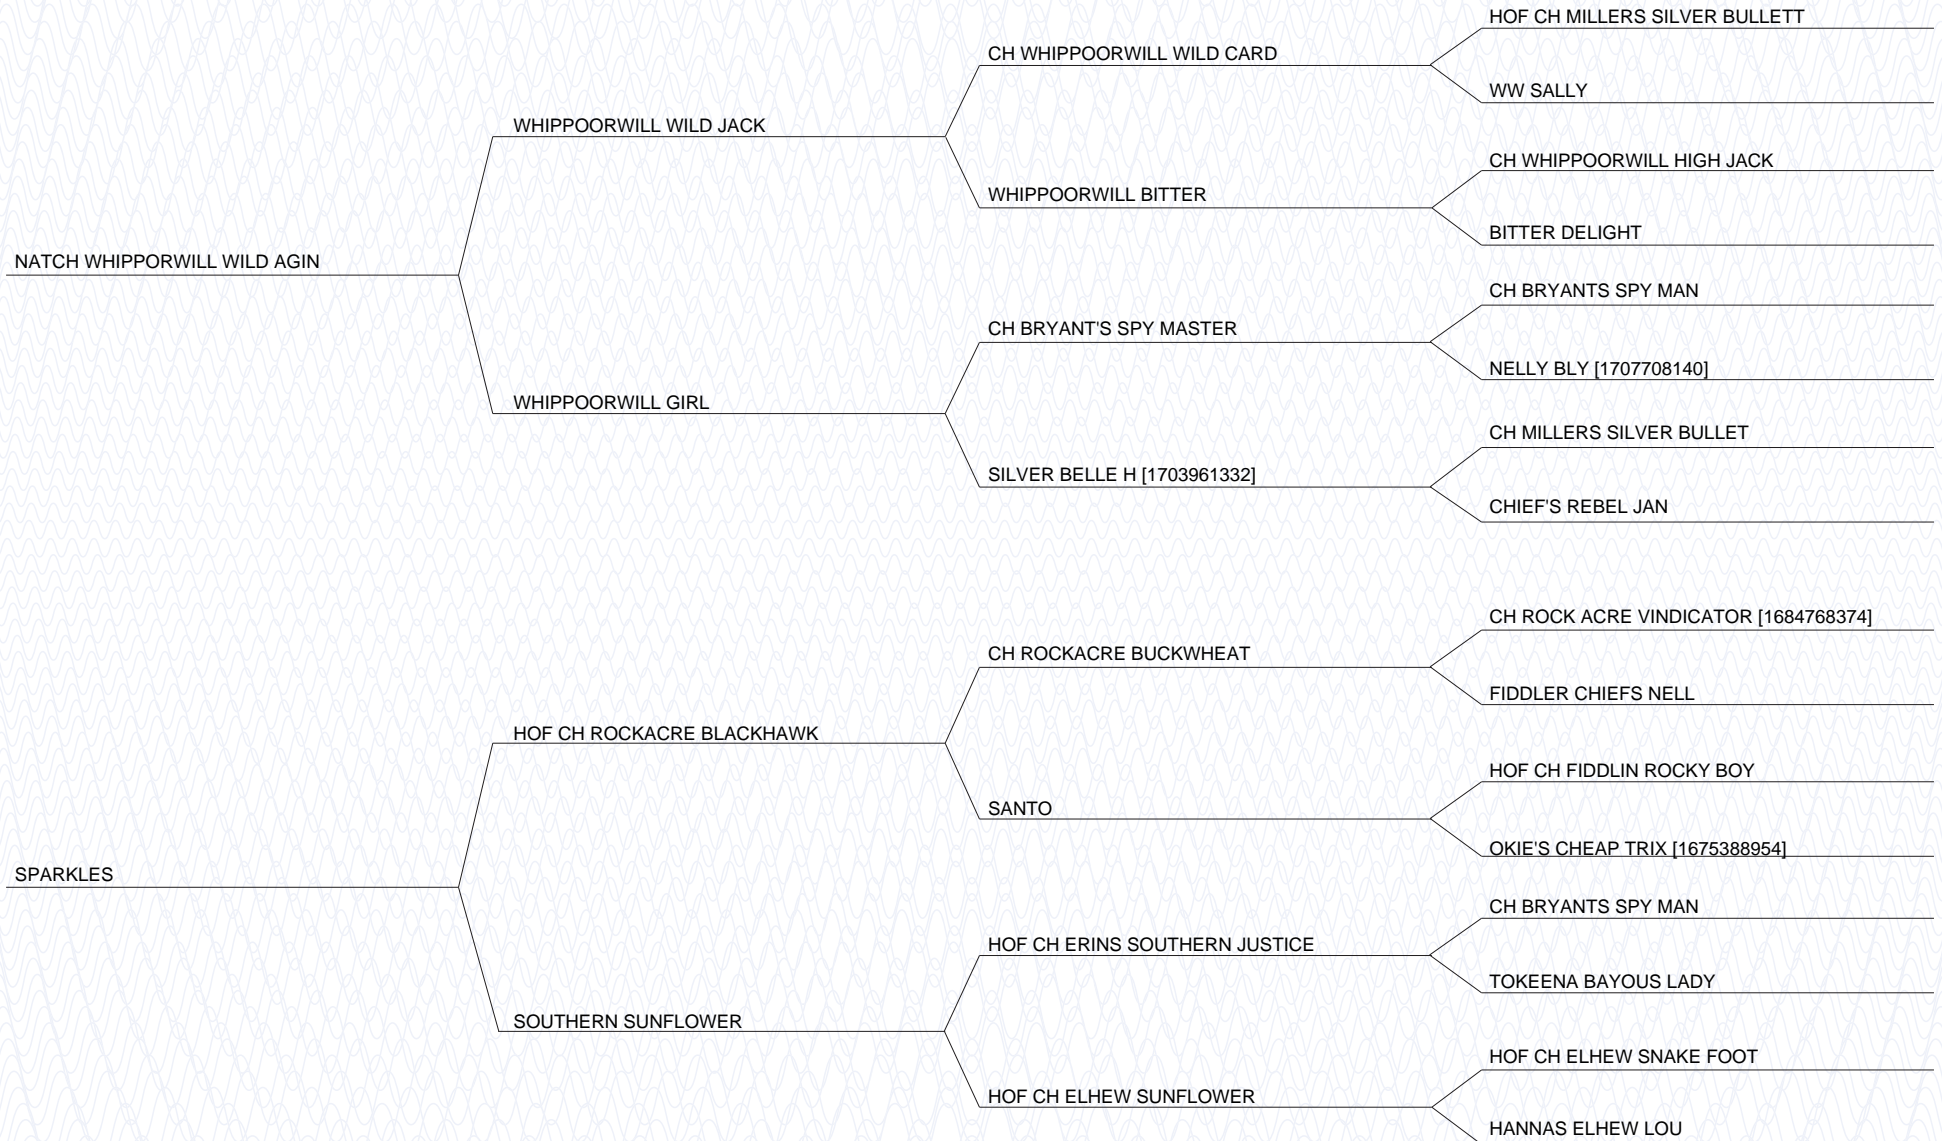 HOF CH MILLERS SILVER BULLETT
CH WHIPPOORWILL WILD CARD
WW SALLY
WHIPPOORWILL WILD JACK
CH WHIPPOORWILL HIGH JACK
WHIPPOORWILL BITTER
BITTER DELIGHT
NATCH WHIPPORWILL WILD AGIN
CH BRYANTS SPY MAN
CH BRYANT'S SPY MASTER
NELLY BLY [1707708140]
WHIPPOORWILL GIRL
CH MILLERS SILVER BULLET
SILVER BELLE H [1703961332]
CHIEF'S REBEL JAN
CH ROCK ACRE VINDICATOR [1684768374]
CH ROCKACRE BUCKWHEAT
FIDDLER CHIEFS NELL
HOF CH ROCKACRE BLACKHAWK
HOF CH FIDDLIN ROCKY BOY
SANTO
OKIE'S CHEAP TRIX [1675388954]
SPARKLES
CH BRYANTS SPY MAN
HOF CH ERINS SOUTHERN JUSTICE
TOKEENA BAYOUS LADY
SOUTHERN SUNFLOWER
HOF CH ELHEW SNAKE FOOT
HOF CH ELHEW SUNFLOWER
HANNAS ELHEW LOU